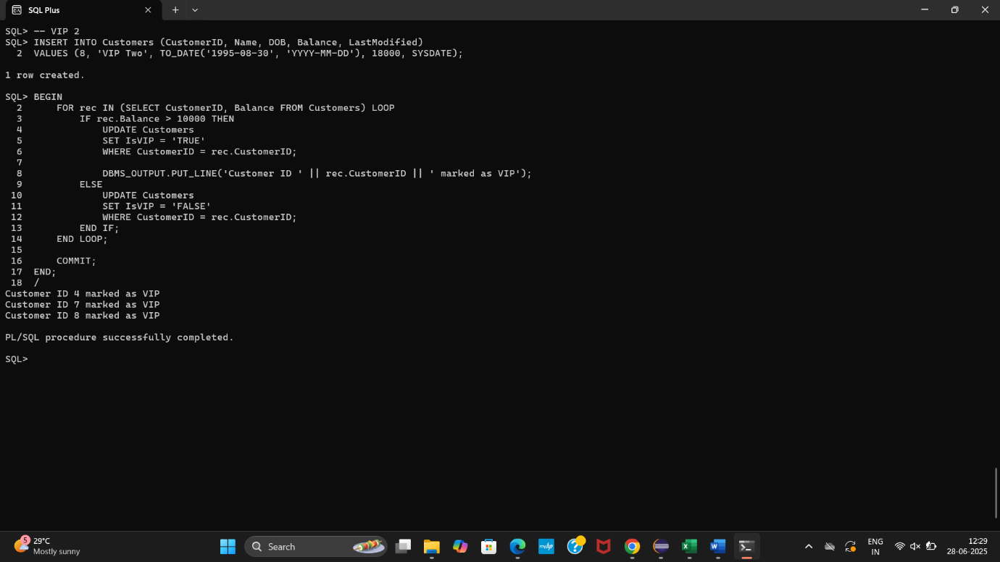 SQL Plus
SQL> -- VIP 2
SQL> INSERT INTO Customers (CustomerID, Name, DOB, Balance, LastModified)
  2  VALUES (8, 'VIP Two', TO_DATE('1995-08-30', 'YYYY-MM-DD'), 18000, SYSDATE);
1 row created.
SQL> BEGIN
  2      FOR rec IN (SELECT CustomerID, Balance FROM Customers) LOOP
  3          IF rec.Balance > 10000 THEN
  4              UPDATE Customers
  5              SET IsVIP = 'TRUE'
  6              WHERE CustomerID = rec.CustomerID;
  7
  8              DBMS_OUTPUT.PUT_LINE('Customer ID ' || rec.CustomerID || ' marked as VIP');
  9          ELSE
 10              UPDATE Customers
 11              SET IsVIP = 'FALSE'
 12              WHERE CustomerID = rec.CustomerID;
 13          END IF;
 14      END LOOP;
 15
 16      COMMIT;
 17  END;
 18  /
Customer ID 4 marked as VIP
Customer ID 7 marked as VIP
Customer ID 8 marked as VIP
PL/SQL procedure successfully completed.
SQL>
5
29°C
Mostly sunny
Search
myhp
ENG
IN
12:29
28-06-2025